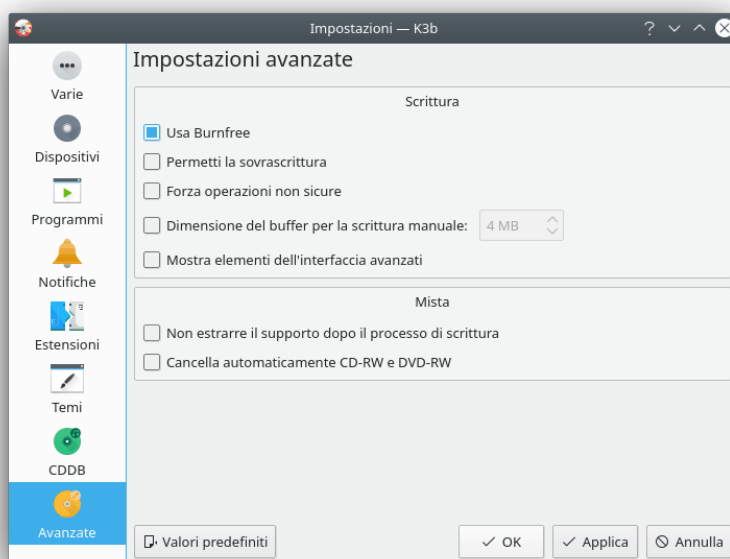 Impostazioni — K3b
Impostazioni avanzate
Varie
Dispositivi
Programmi
Notifiche
Estensioni
Temi
CDDB
Avanzate
Scrittura
Usa Burnfree
Permetti la sovrascrittura
Forza operazioni non sicure
Dimensione del buffer per la scrittura manuale: 4 MB
Mostra elementi dell'interfaccia avanzati
Mista
Non estrarre il supporto dopo il processo di scrittura
Cancella automaticamente CD-RW e DVD-RW
Valori predefiniti
OK
Applica
Annulla